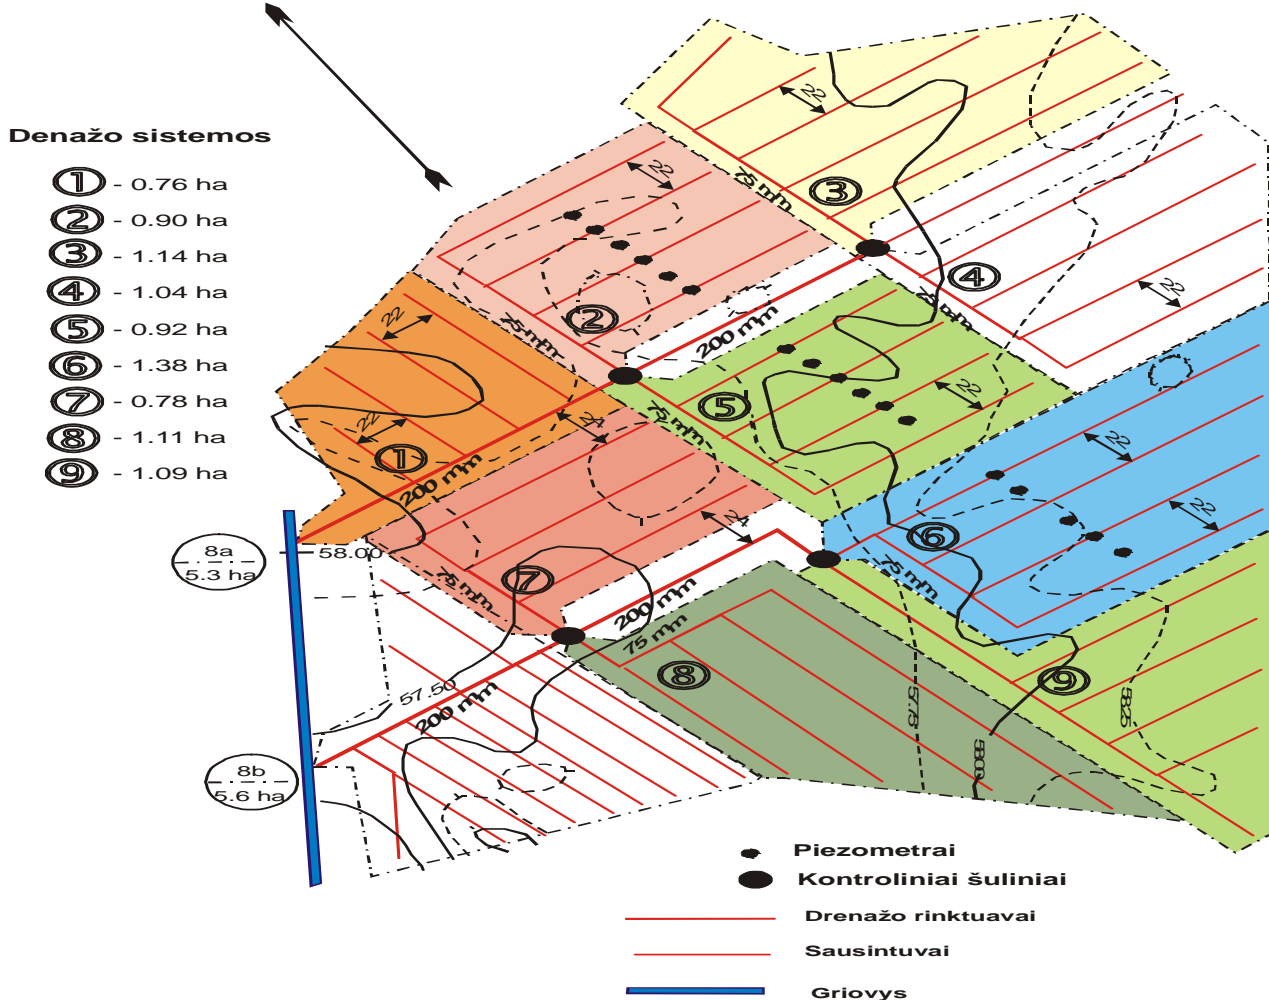 Denažo sistemos
1 - 0.76 ha
2 - 0.90 ha
3 - 1.14 ha
4 - 1.04 ha
5 - 0.92 ha
6 - 1.38 ha
7 - 0.78 ha
8 - 1.11 ha
9 - 1.09 ha
22
3
75 mm
22
4
22
75 mm
2
75 mm
200 mm
22
22
1
200 mm
24
5
75 mm
22
22
6
22
75 mm
24
8a
5.3 ha
58.00
7
75 mm
200 mm
75 mm
8
9
57.50
200 mm
57.75
58.00
58.25
8b
5.6 ha
Piezometrai
Kontroliniai šuliniai
Drenažo rinktuavai
Sausintuvai
Griovys